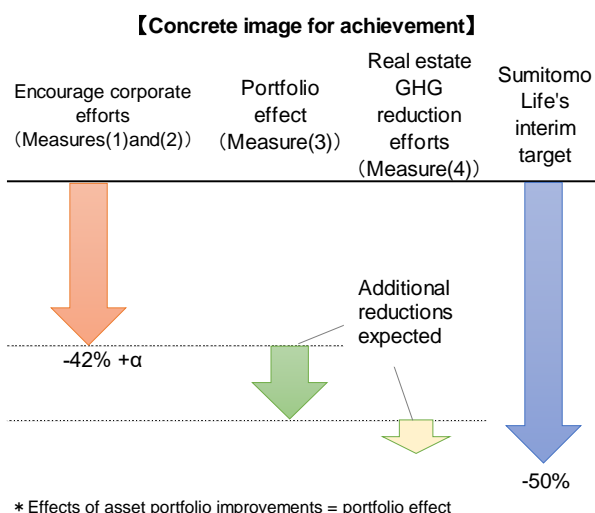 【Concrete image for achievement】
Encourage corporate
efforts
（Measures(1)and(2)）
Portfolio
effect
（Measure(3)）
Real estate
GHG
reduction
efforts
（Measure(4)）
Sumitomo
Life's
interim
target
Additional
reductions
expected
-42% +α
-50%
* Effects of asset portfolio improvements = portfolio effect